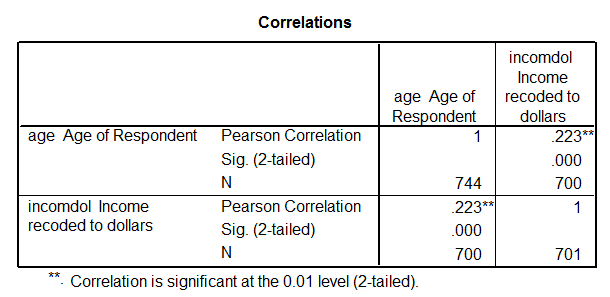 Correlations
age  Age of Respondent
incomdol Income recoded to dollars
age  Age of Respondent Pearson Correlation 1 .223**
Sig. (2-tailed) .000
N 744 700
incomdol Income recoded to dollars Pearson Correlation .223** 1
Sig. (2-tailed) .000
N 700 701
**. Correlation is significant at the 0.01 level (2-tailed).